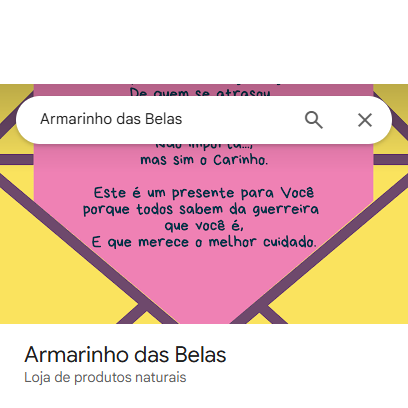 De quem se atrasou
Armarinho das Belas
Não importa...,
mas sim o Carinho.
Este é um presente para Você
porque todos sabem da guerreira
que você é,
E que merece o melhor cuidado.
Armarinho das Belas
Loja de produtos naturais